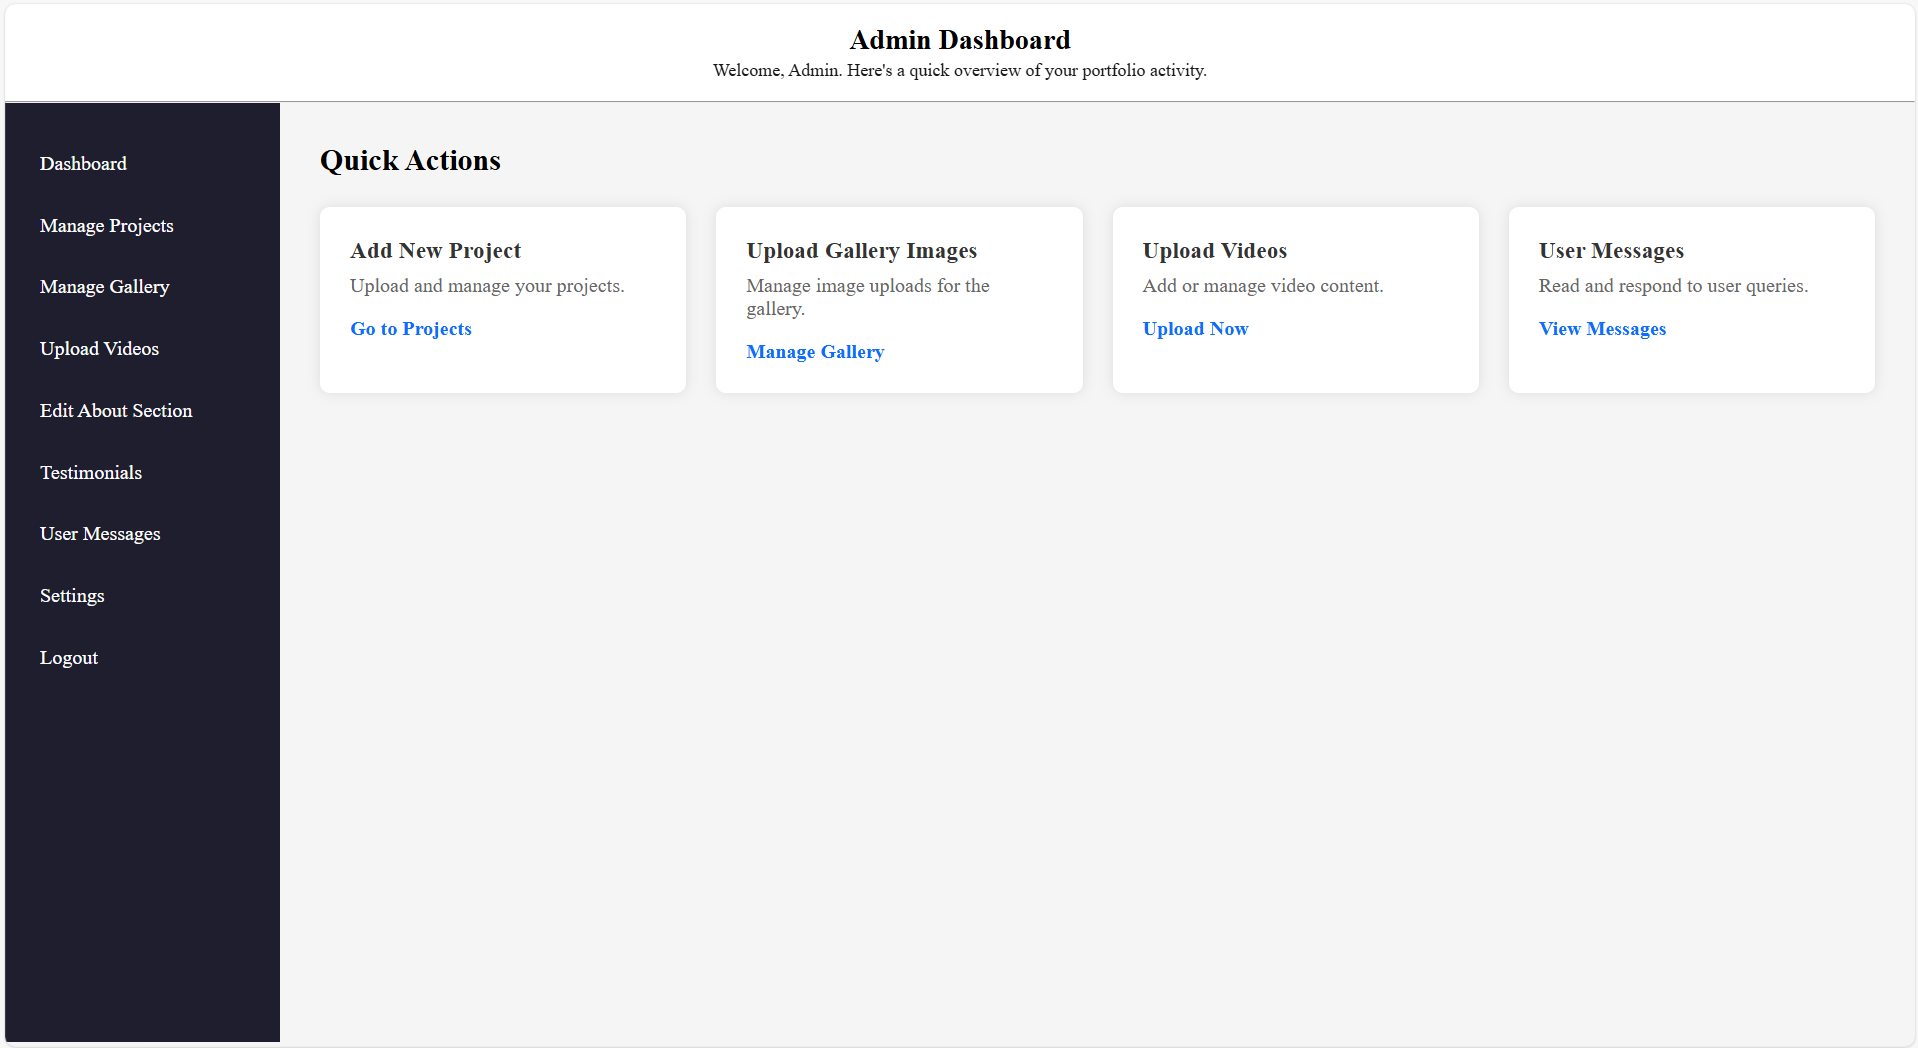 Admin Dashboard
Welcome, Admin. Here's a quick overview of your portfolio activity.
Dashboard
Manage Projects
Manage Gallery
Upload Videos
Edit About Section
Testimonials
User Messages
Settings
Logout
Quick Actions
Add New Project
Upload and manage your projects.
Go to Projects
Upload Gallery Images
Manage image uploads for the
gallery.
Manage Gallery
Upload Videos
Add or manage video content.
Upload Now
User Messages
Read and respond to user queries.
View Messages